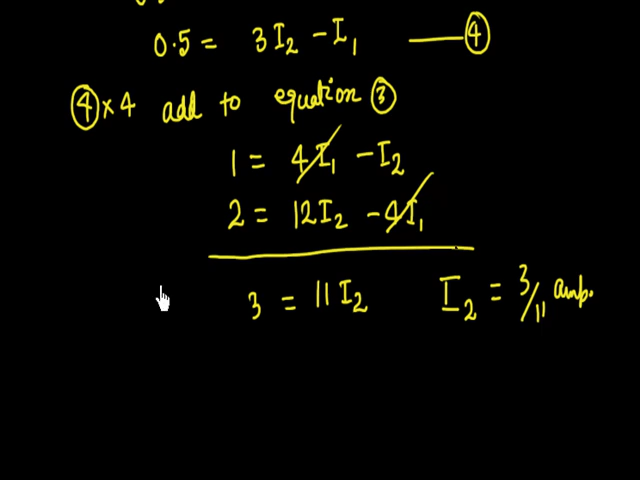 0.5 = 3I₂ - I₁ —— ④
④×4 add to equation ③
1 = 4I₁ - I₂
2 = 12I₂ - 4I₁
3 = 11I₂ I₂ = 3/11 amp.